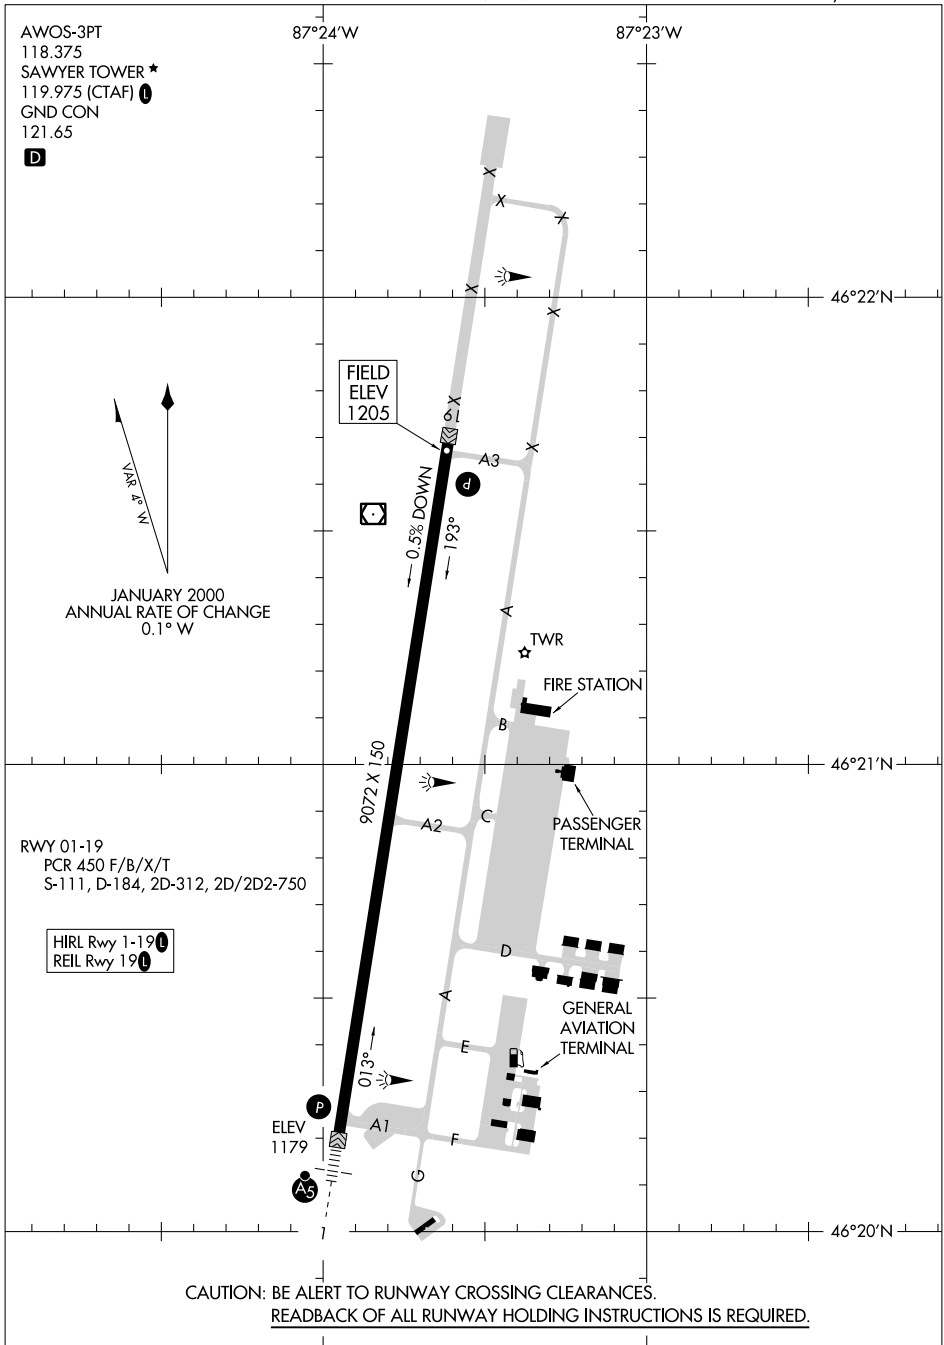 AWOS-3PT
118.375
SAWYER TOWER ★
119.975 (CTAF) L
GND CON
121.65
D
87°24'W
87°23'W
X
X
X
X
X
46°22'N
FIELD
ELEV
1205
X
19
X
A3
P
0.5% DOWN
193°
VAR 4° W
JANUARY 2000
ANNUAL RATE OF CHANGE
0.1° W
A
TWR
FIRE STATION
B
9072 X 150
46°21'N
C
A2
PASSENGER
TERMINAL
RWY 01-19
PCR 450 F/B/X/T
S-111, D-184, 2D-312, 2D/2D2-750
HIRL Rwy 1-19 L
REIL Rwy 19 L
D
A
GENERAL
AVIATION
TERMINAL
E
013°
P
ELEV
1179
A1
F
A5
G
1
46°20'N
CAUTION: BE ALERT TO RUNWAY CROSSING CLEARANCES.
READBACK OF ALL RUNWAY HOLDING INSTRUCTIONS IS REQUIRED.